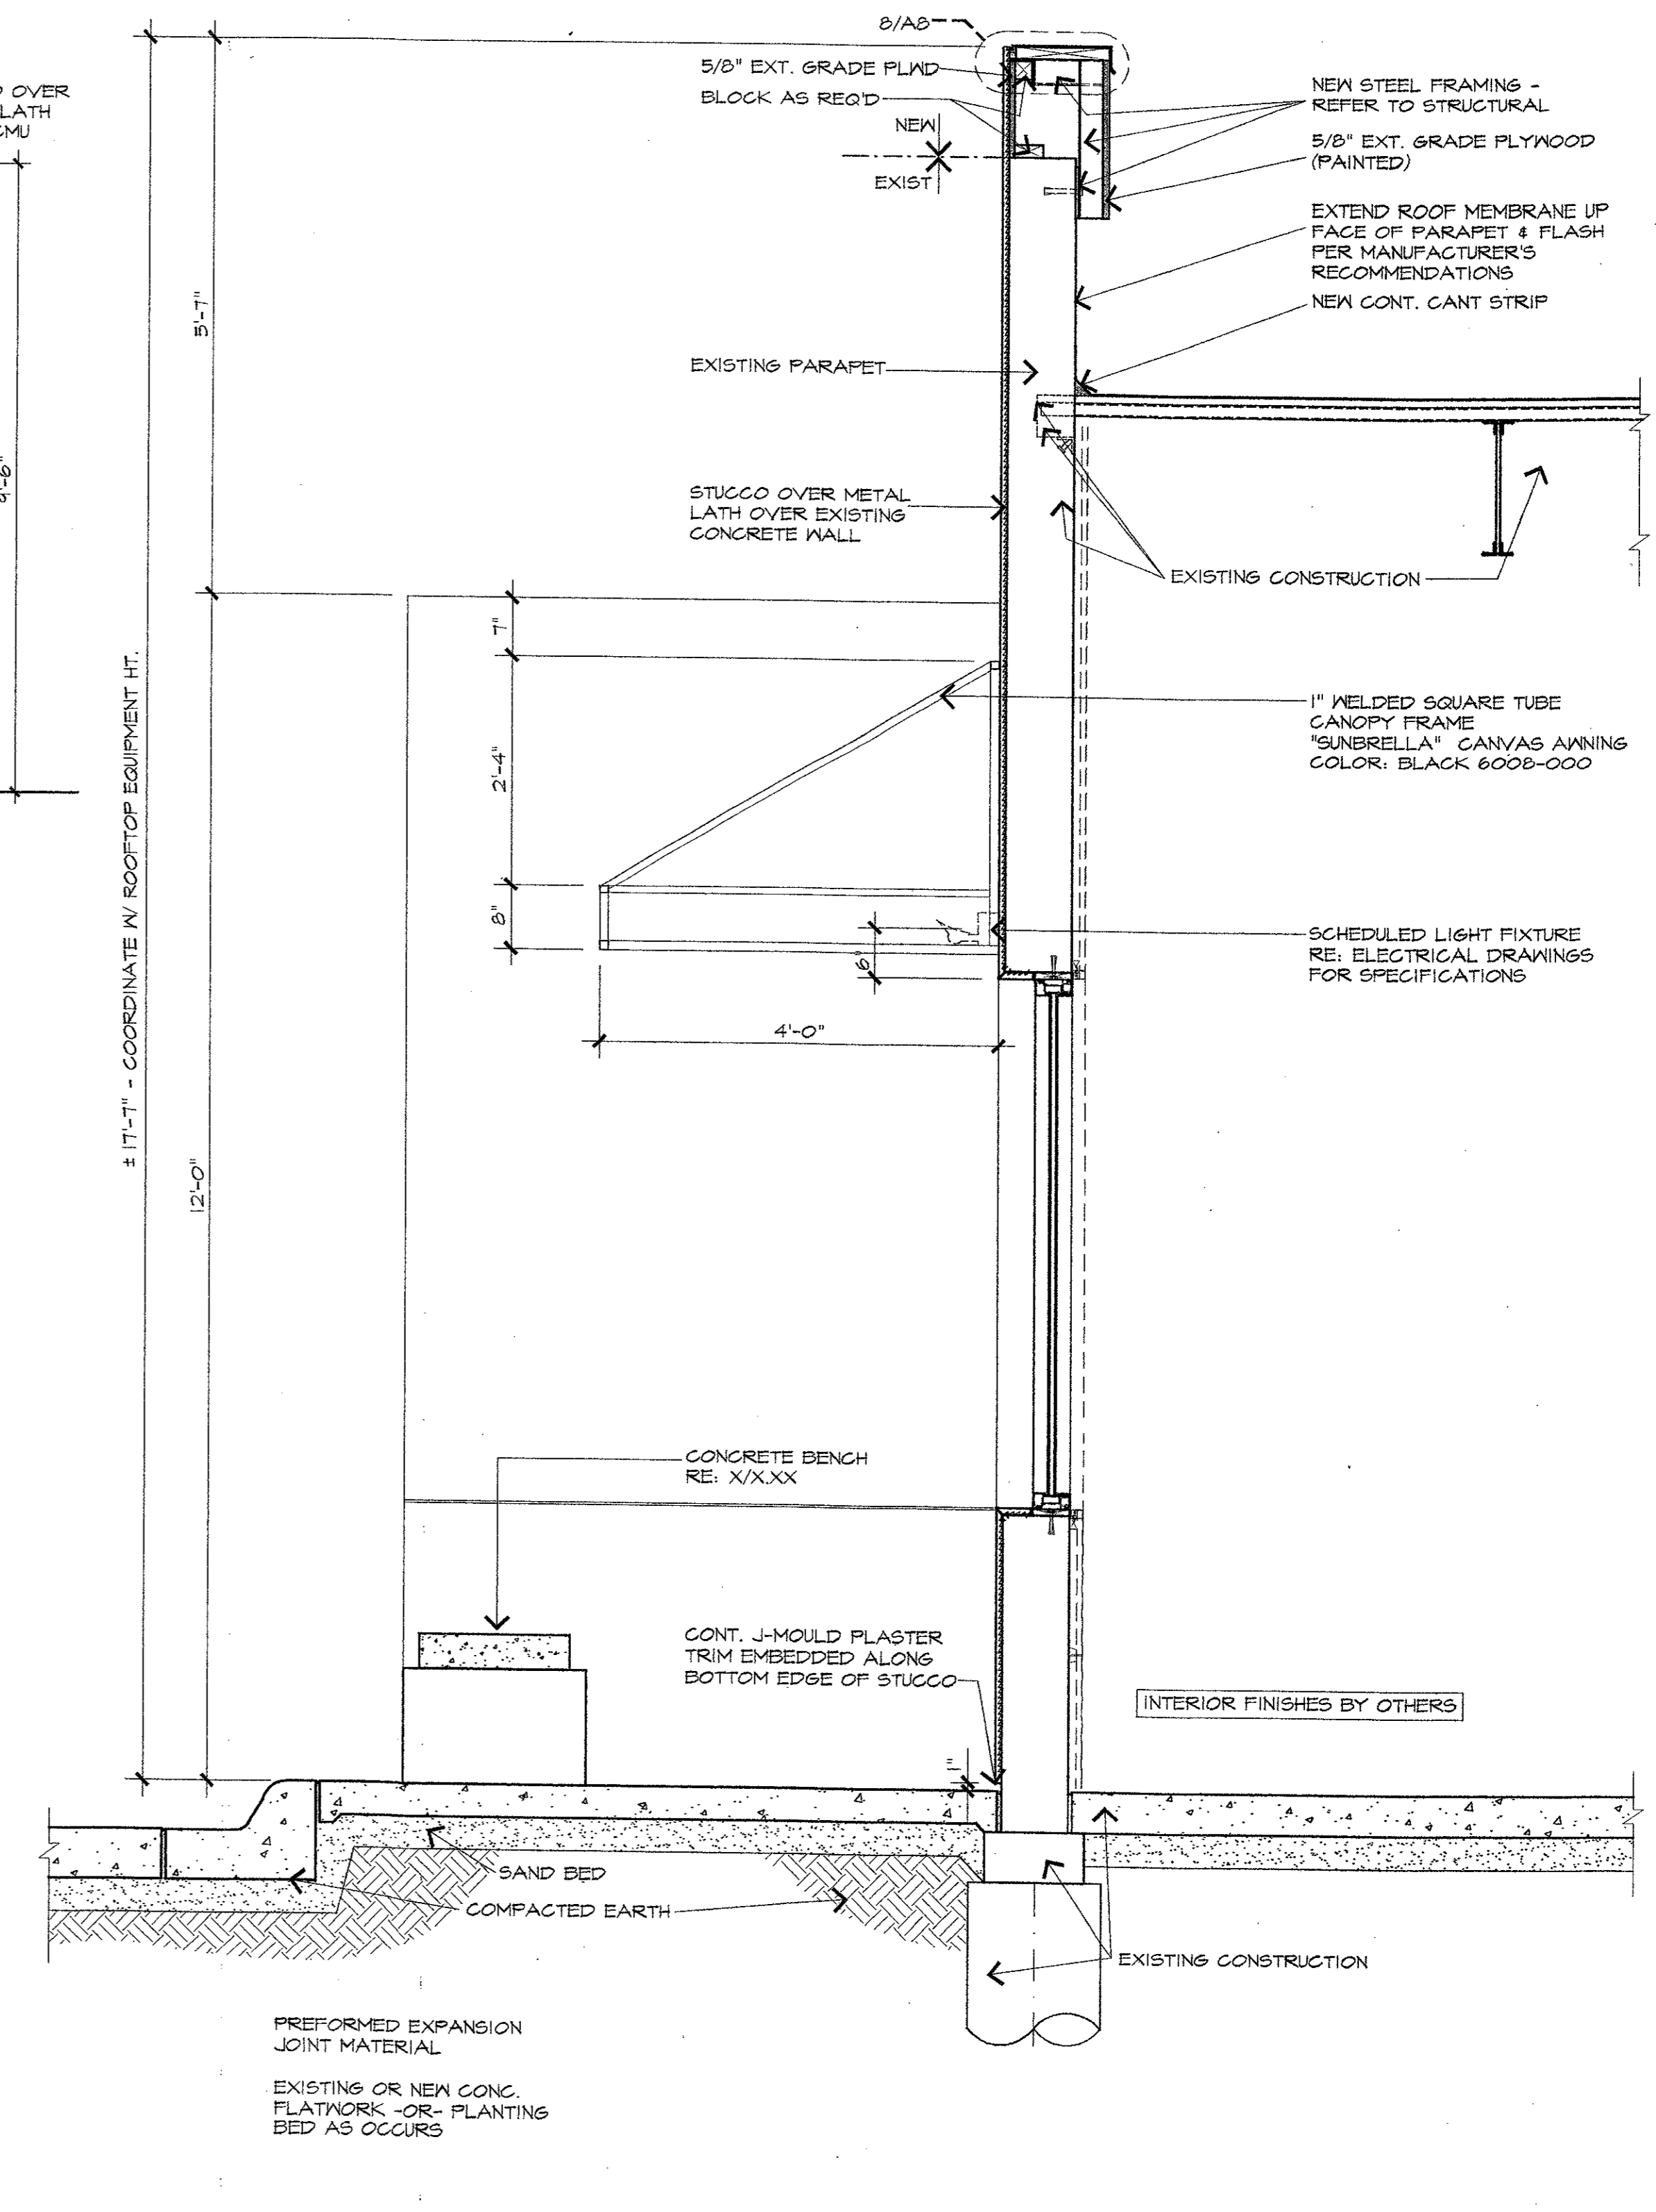 8/A8
5/8" EXT. GRADE PLWD
BLOCK AS REQ'D
NEW
EXIST
OVER
LATH
CMU
NEW STEEL FRAMING -
REFER TO STRUCTURAL
5/8" EXT. GRADE PLYWOOD
(PAINTED)
EXTEND ROOF MEMBRANE UP
FACE OF PARAPET & FLASH
PER MANUFACTURER'S
RECOMMENDATIONS
NEW CONT. CANT STRIP
5'-7"
EXISTING PARAPET
9'-6"
STUCCO OVER METAL
LATH OVER EXISTING
CONCRETE WALL
EXISTING CONSTRUCTION
7"
2'-4"
8"
1" WELDED SQUARE TUBE
CANOPY FRAME
"SUNBRELLA" CANVAS AWNING
COLOR: BLACK 6008-000
± 17'-7" - COORDINATE W/ ROOFTOP EQUIPMENT HT.
6"
SCHEDULED LIGHT FIXTURE
RE: ELECTRICAL DRAWINGS
FOR SPECIFICATIONS
4'-0"
12'-0"
CONCRETE BENCH
RE: X/X.XX
CONT. J-MOULD PLASTER
TRIM EMBEDDED ALONG
BOTTOM EDGE OF STUCCO
INTERIOR FINISHES BY OTHERS
1"
SAND BED
COMPACTED EARTH
EXISTING CONSTRUCTION
PREFORMED EXPANSION
JOINT MATERIAL
EXISTING OR NEW CONC.
FLATWORK -OR- PLANTING
BED AS OCCURS